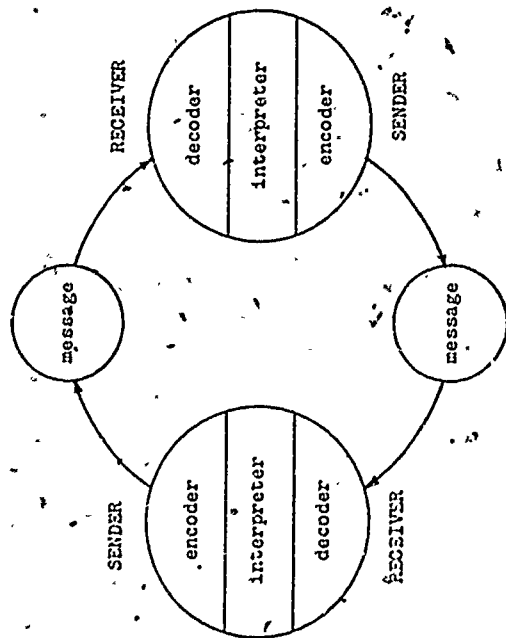 message
SENDER
RECEIVER
encoder
decoder
interpreter
interpreter
decoder
encoder
RECEIVER
SENDER
message